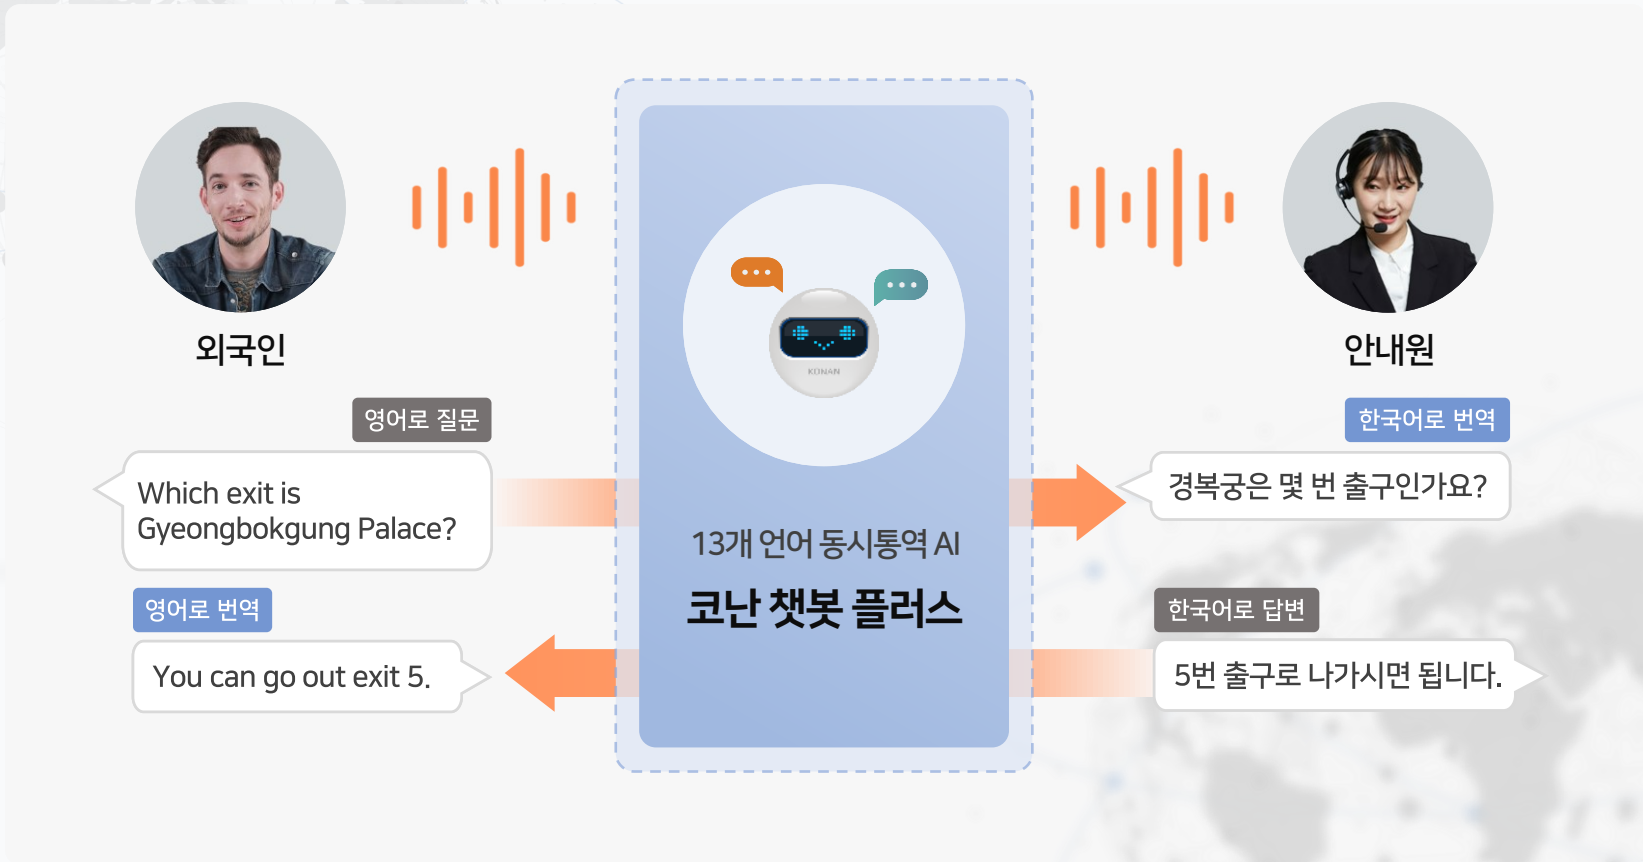 외국인
영어로 질문
Which exit is
Gyeongbokgung Palace?
영어로 번역
You can go out exit 5.
KONAN
13개 언어 동시통역 AI
코난 챗봇 플러스
안내원
한국어로 번역
경복궁은 몇 번 출구인가요?
한국어로 답변
5번 출구로 나가시면 됩니다.